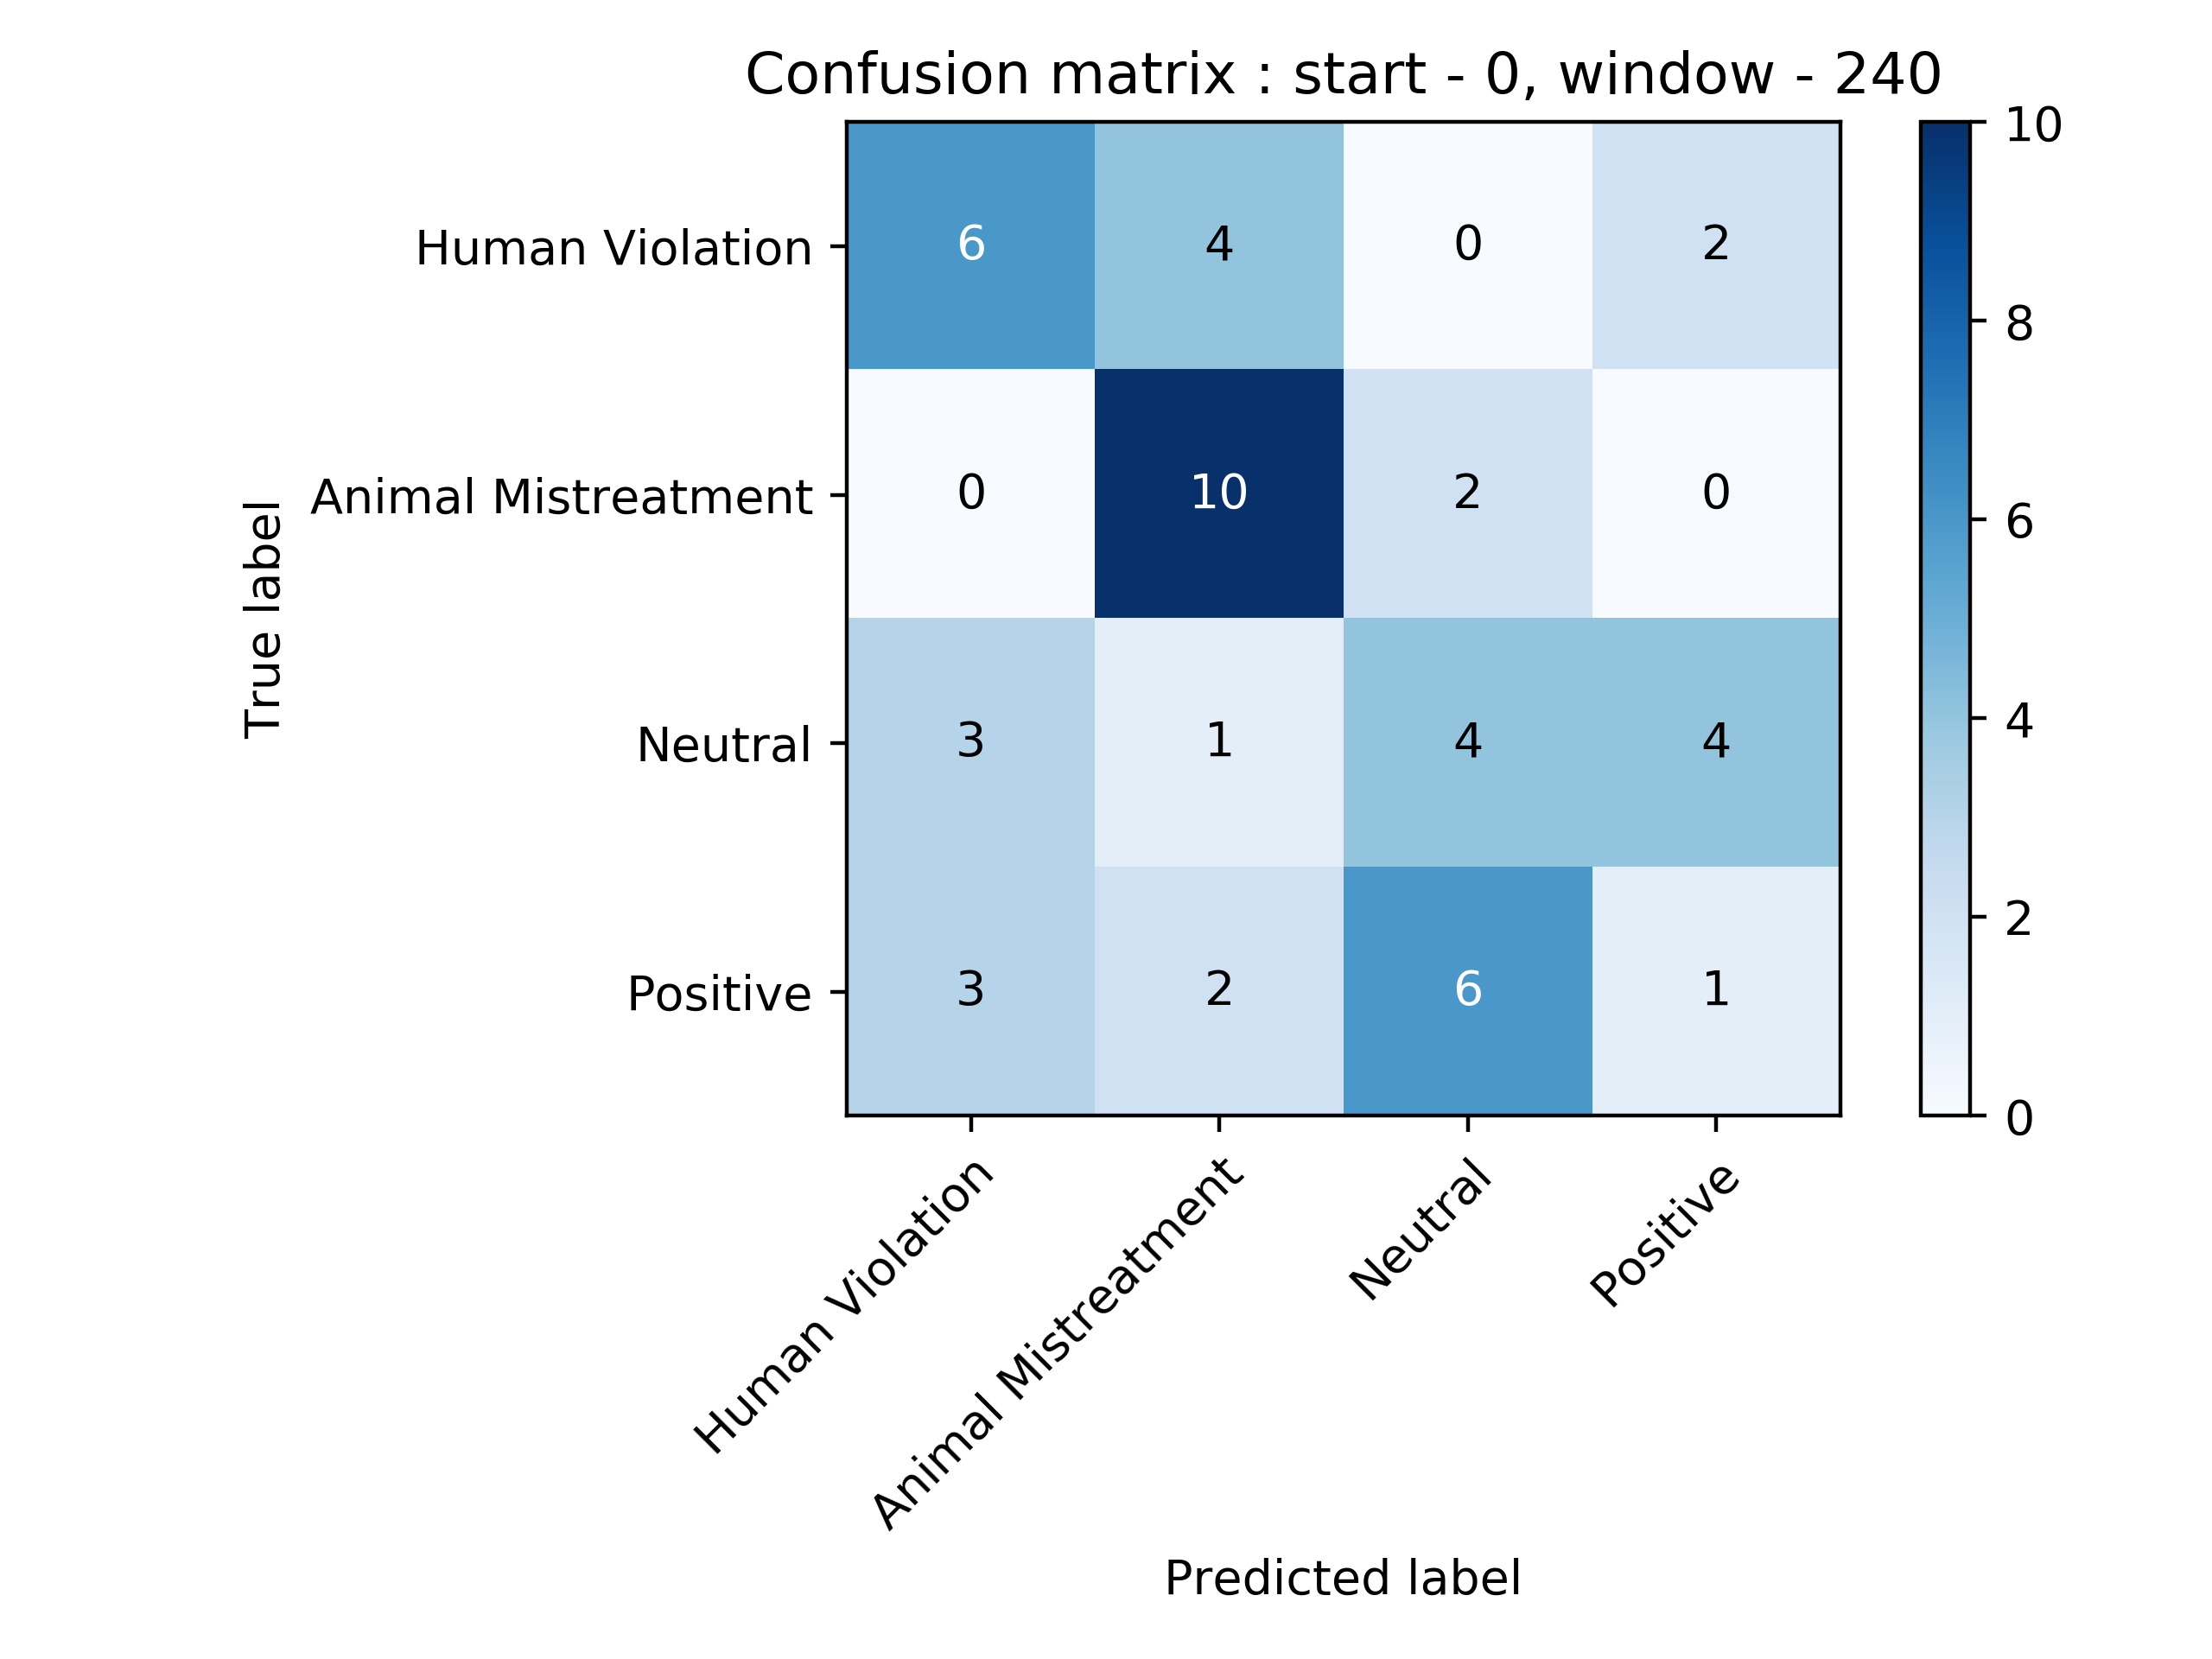 Confusion matrix : start - 0, window - 240
10
8
6
4
2
0
True label
Human Violation
6 4 0 2
Animal Mistreatment
0 10 2 0
Neutral
3 1 4 4
Positive
3 2 6 1
Human Violation
Animal Mistreatment
Neutral
Positive
Predicted label